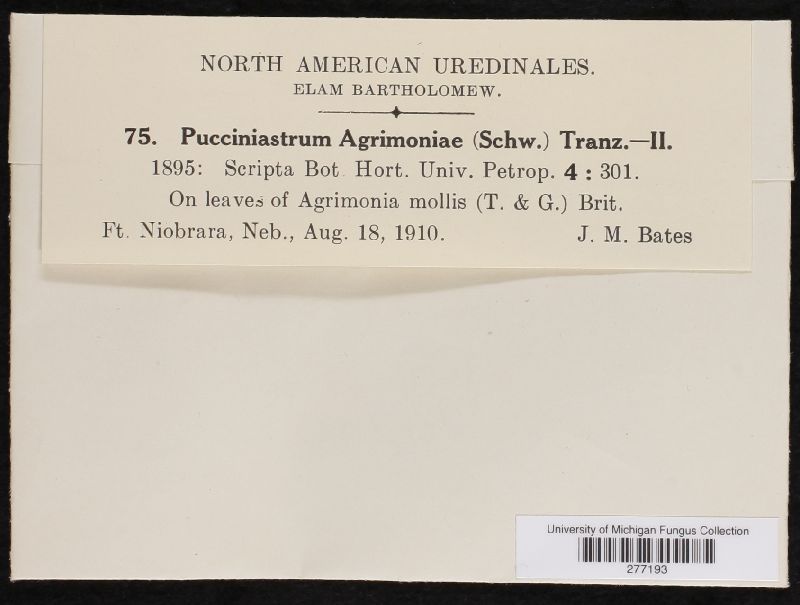 NORTH AMERICAN UREDINALES.
ELAM BARTHOLOMEW.
75. Pucciniastrum Agrimoniae (Schw.) Tranz.—II.
1895: Scripta Bot. Hort. Univ. Petrop. 4 : 301.
On leaves of Agrimonia mollis (T. & G.) Brit.
Ft. Niobrara, Neb., Aug. 18, 1910. J. M. Bates
University of Michigan Fungus Collection
277193